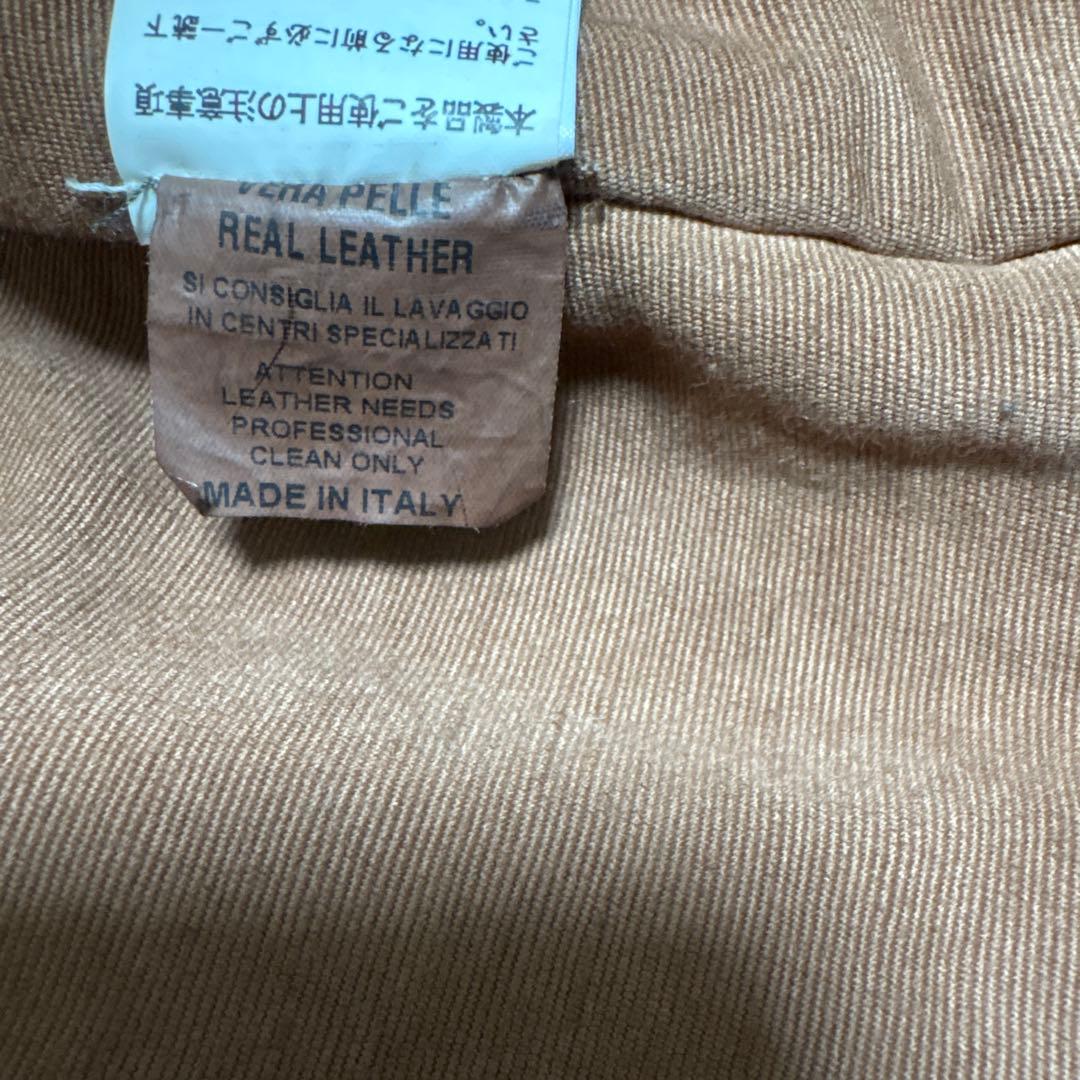 本製品をご使用上の注意事項
ご使用になる前に必ずご一読下
さい。
VERA PELLE
REAL LEATHER
SI CONSIGLIA IL LAVAGGIO
IN CENTRI SPECIALIZZATI
ATTENTION
LEATHER NEEDS
PROFESSIONAL
CLEAN ONLY
MADE IN ITALY